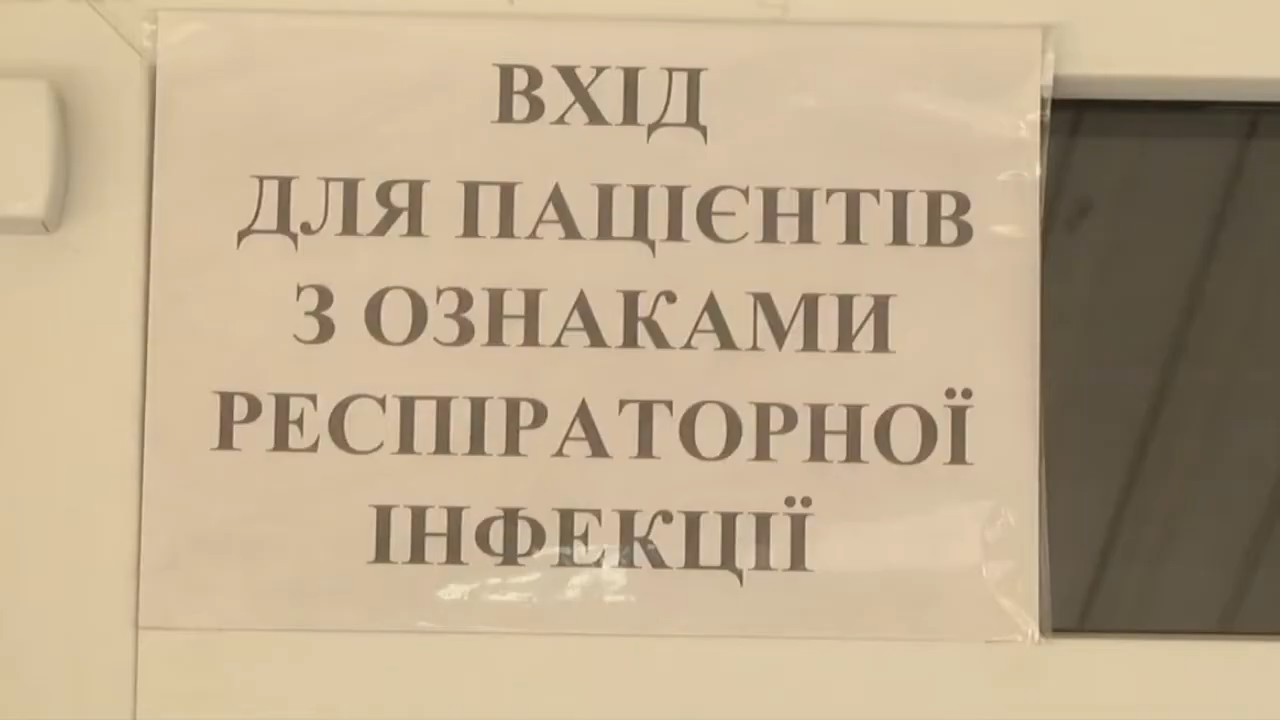 ВХІД
ДЛЯ ПАЦІЄНТІВ
З ОЗНАКАМИ
РЕСПІРАТОРНОЇ
ІНФЕКЦІЇ